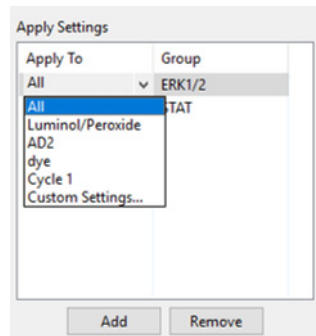 Apply Settings
Apply To Group
All ERK1/2
All STAT
Luminol/Peroxide
AD2
dye
Cycle 1
Custom Settings...
Add Remove